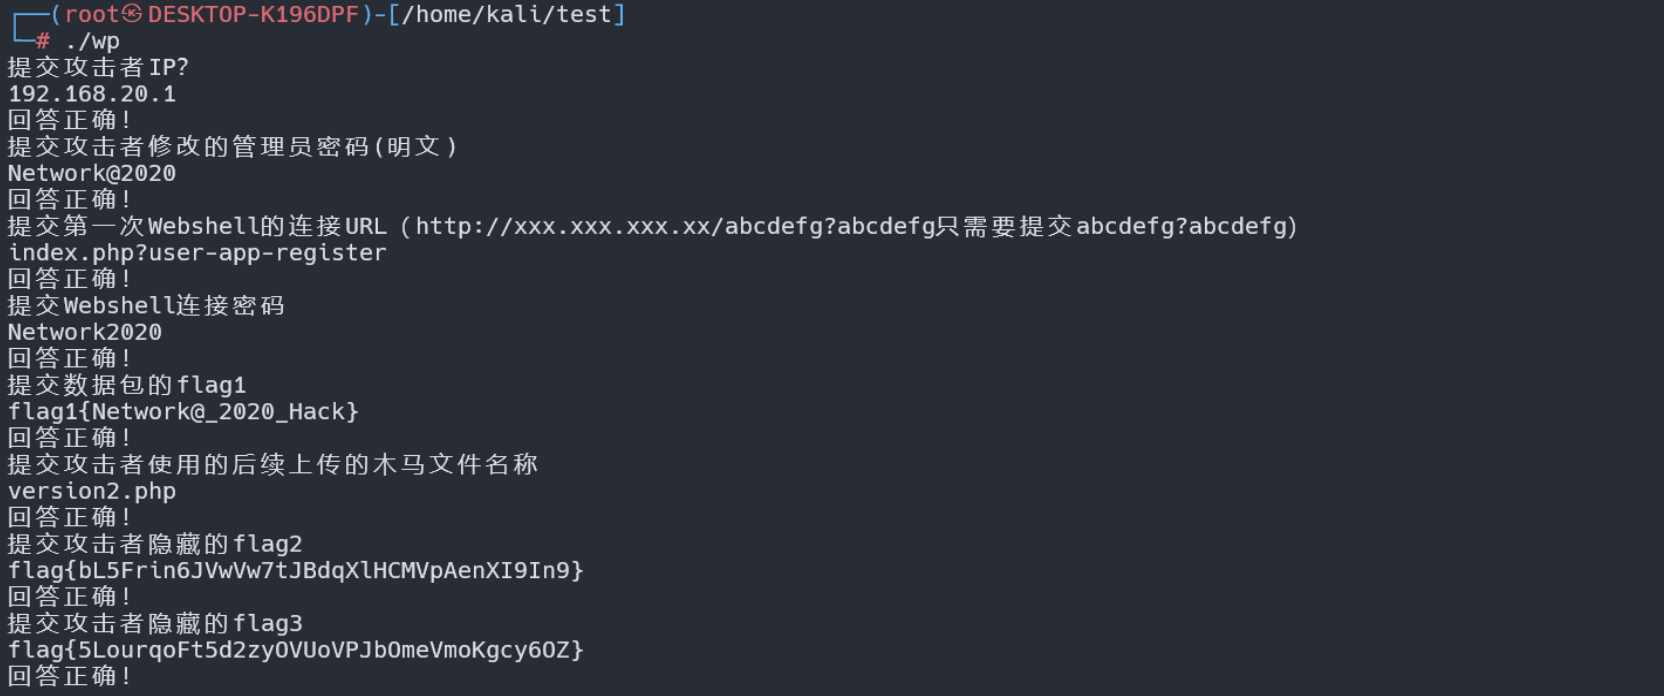 ┌──(root㉿DESKTOP-K196DPF)-[/home/kali/test]
└─# ./wp
提交攻击者IP?
192.168.20.1
回答正确!
提交攻击者修改的管理员密码(明文)
Network@2020
回答正确!
提交第一次Webshell的连接URL (http://xxx.xxx.xxx.xx/abcdefg?abcdefg只需要提交abcdefg?abcdefg)
index.php?user-app-register
回答正确!
提交Webshell连接密码
Network2020
回答正确!
提交数据包的flag1
flag1{Network@_2020_Hack}
回答正确!
提交攻击者使用的后续上传的木马文件名称
version2.php
回答正确!
提交攻击者隐藏的flag2
flag{bL5Frin6JVwVw7tJBdqXlHCMVpAenXI9In9}
回答正确!
提交攻击者隐藏的flag3
flag{5LourqoFt5d2zyOVUoVPJbOmeVmoKgcy6OZ}
回答正确!